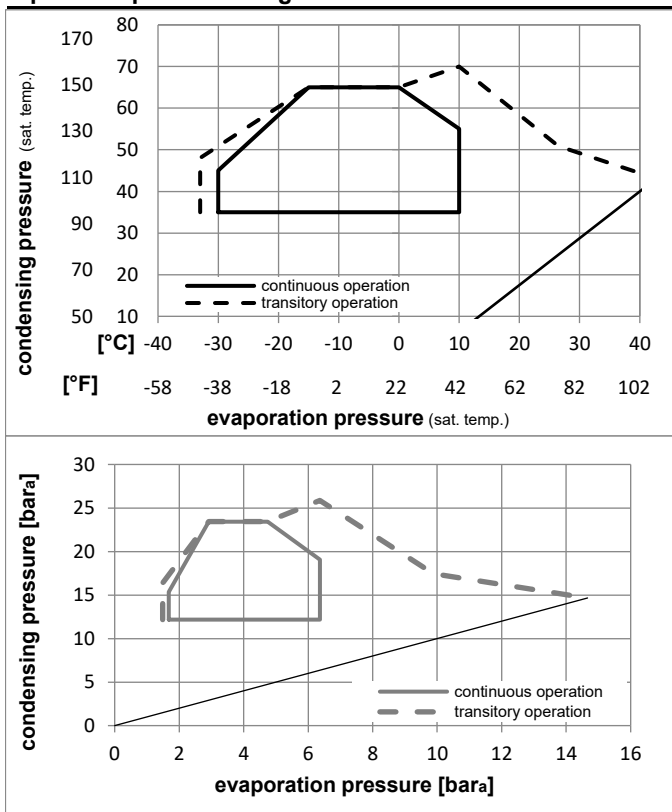 condensing pressure (sat. temp.)
170 80
150 70
130 60
110 50
90 40
70 30
50 20
10
continuous operation
transitory operation
[°C] -40 -30 -20 -10 0 10 20 30 40
[°F] -58 -38 -18 2 22 42 62 82 102
evaporation pressure (sat. temp.)
condensing pressure [bara]
30
25
20
15
10
5
0
continuous operation
transitory operation
0 2 4 6 8 10 12 14 16
evaporation pressure [bara]